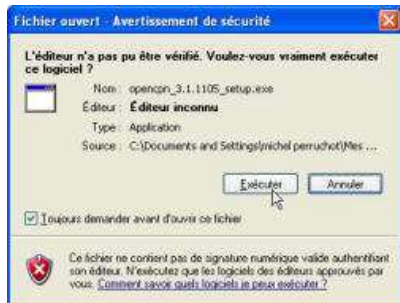 Fichier ouvert - Avertissement de sécurité
L'éditeur n'a pas pu être vérifié. Voulez-vous vraiment exécuter
ce logiciel ?
Nom : opencpn_3.1.1105_setup.exe
Éditeur : Éditeur inconnu
Type : Application
Source : C:\Documents and Settings\michel perruchot\Mes ...
Exécuter Annuler
Toujours demander avant d'ouvrir ce fichier
Ce fichier ne contient pas de signature numérique valide authentifiant
son éditeur. N'exécutez que les logiciels des éditeurs approuvés par
vous. Comment savoir quels logiciels je peux exécuter ?